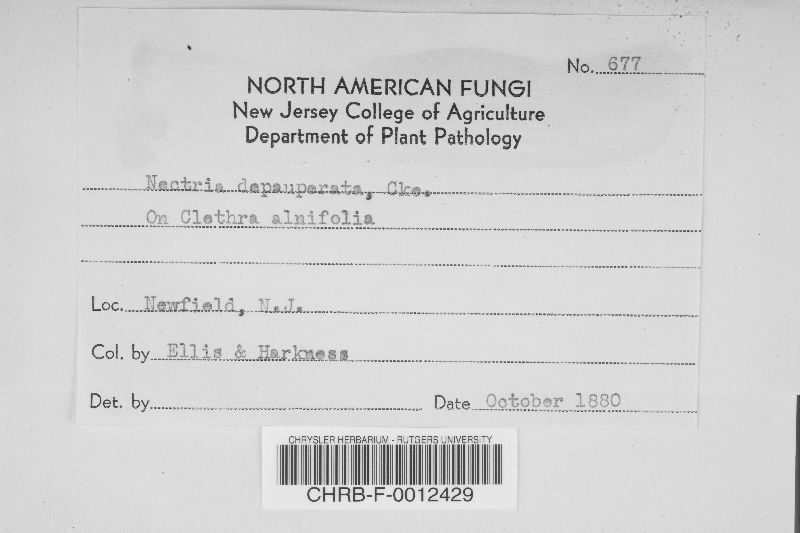 No. 677
NORTH AMERICAN FUNGI
New Jersey College of Agriculture
Department of Plant Pathology
Nectria depauperata, Cke.
On Clethra alnifolia
Loc. Newfield, N.J.
Col. by Ellis & Harkness
Det. by
Date October 1880
CHRYSLER HERBARIUM - RUTGERS UNIVERSITY
CHRB-F-0012429